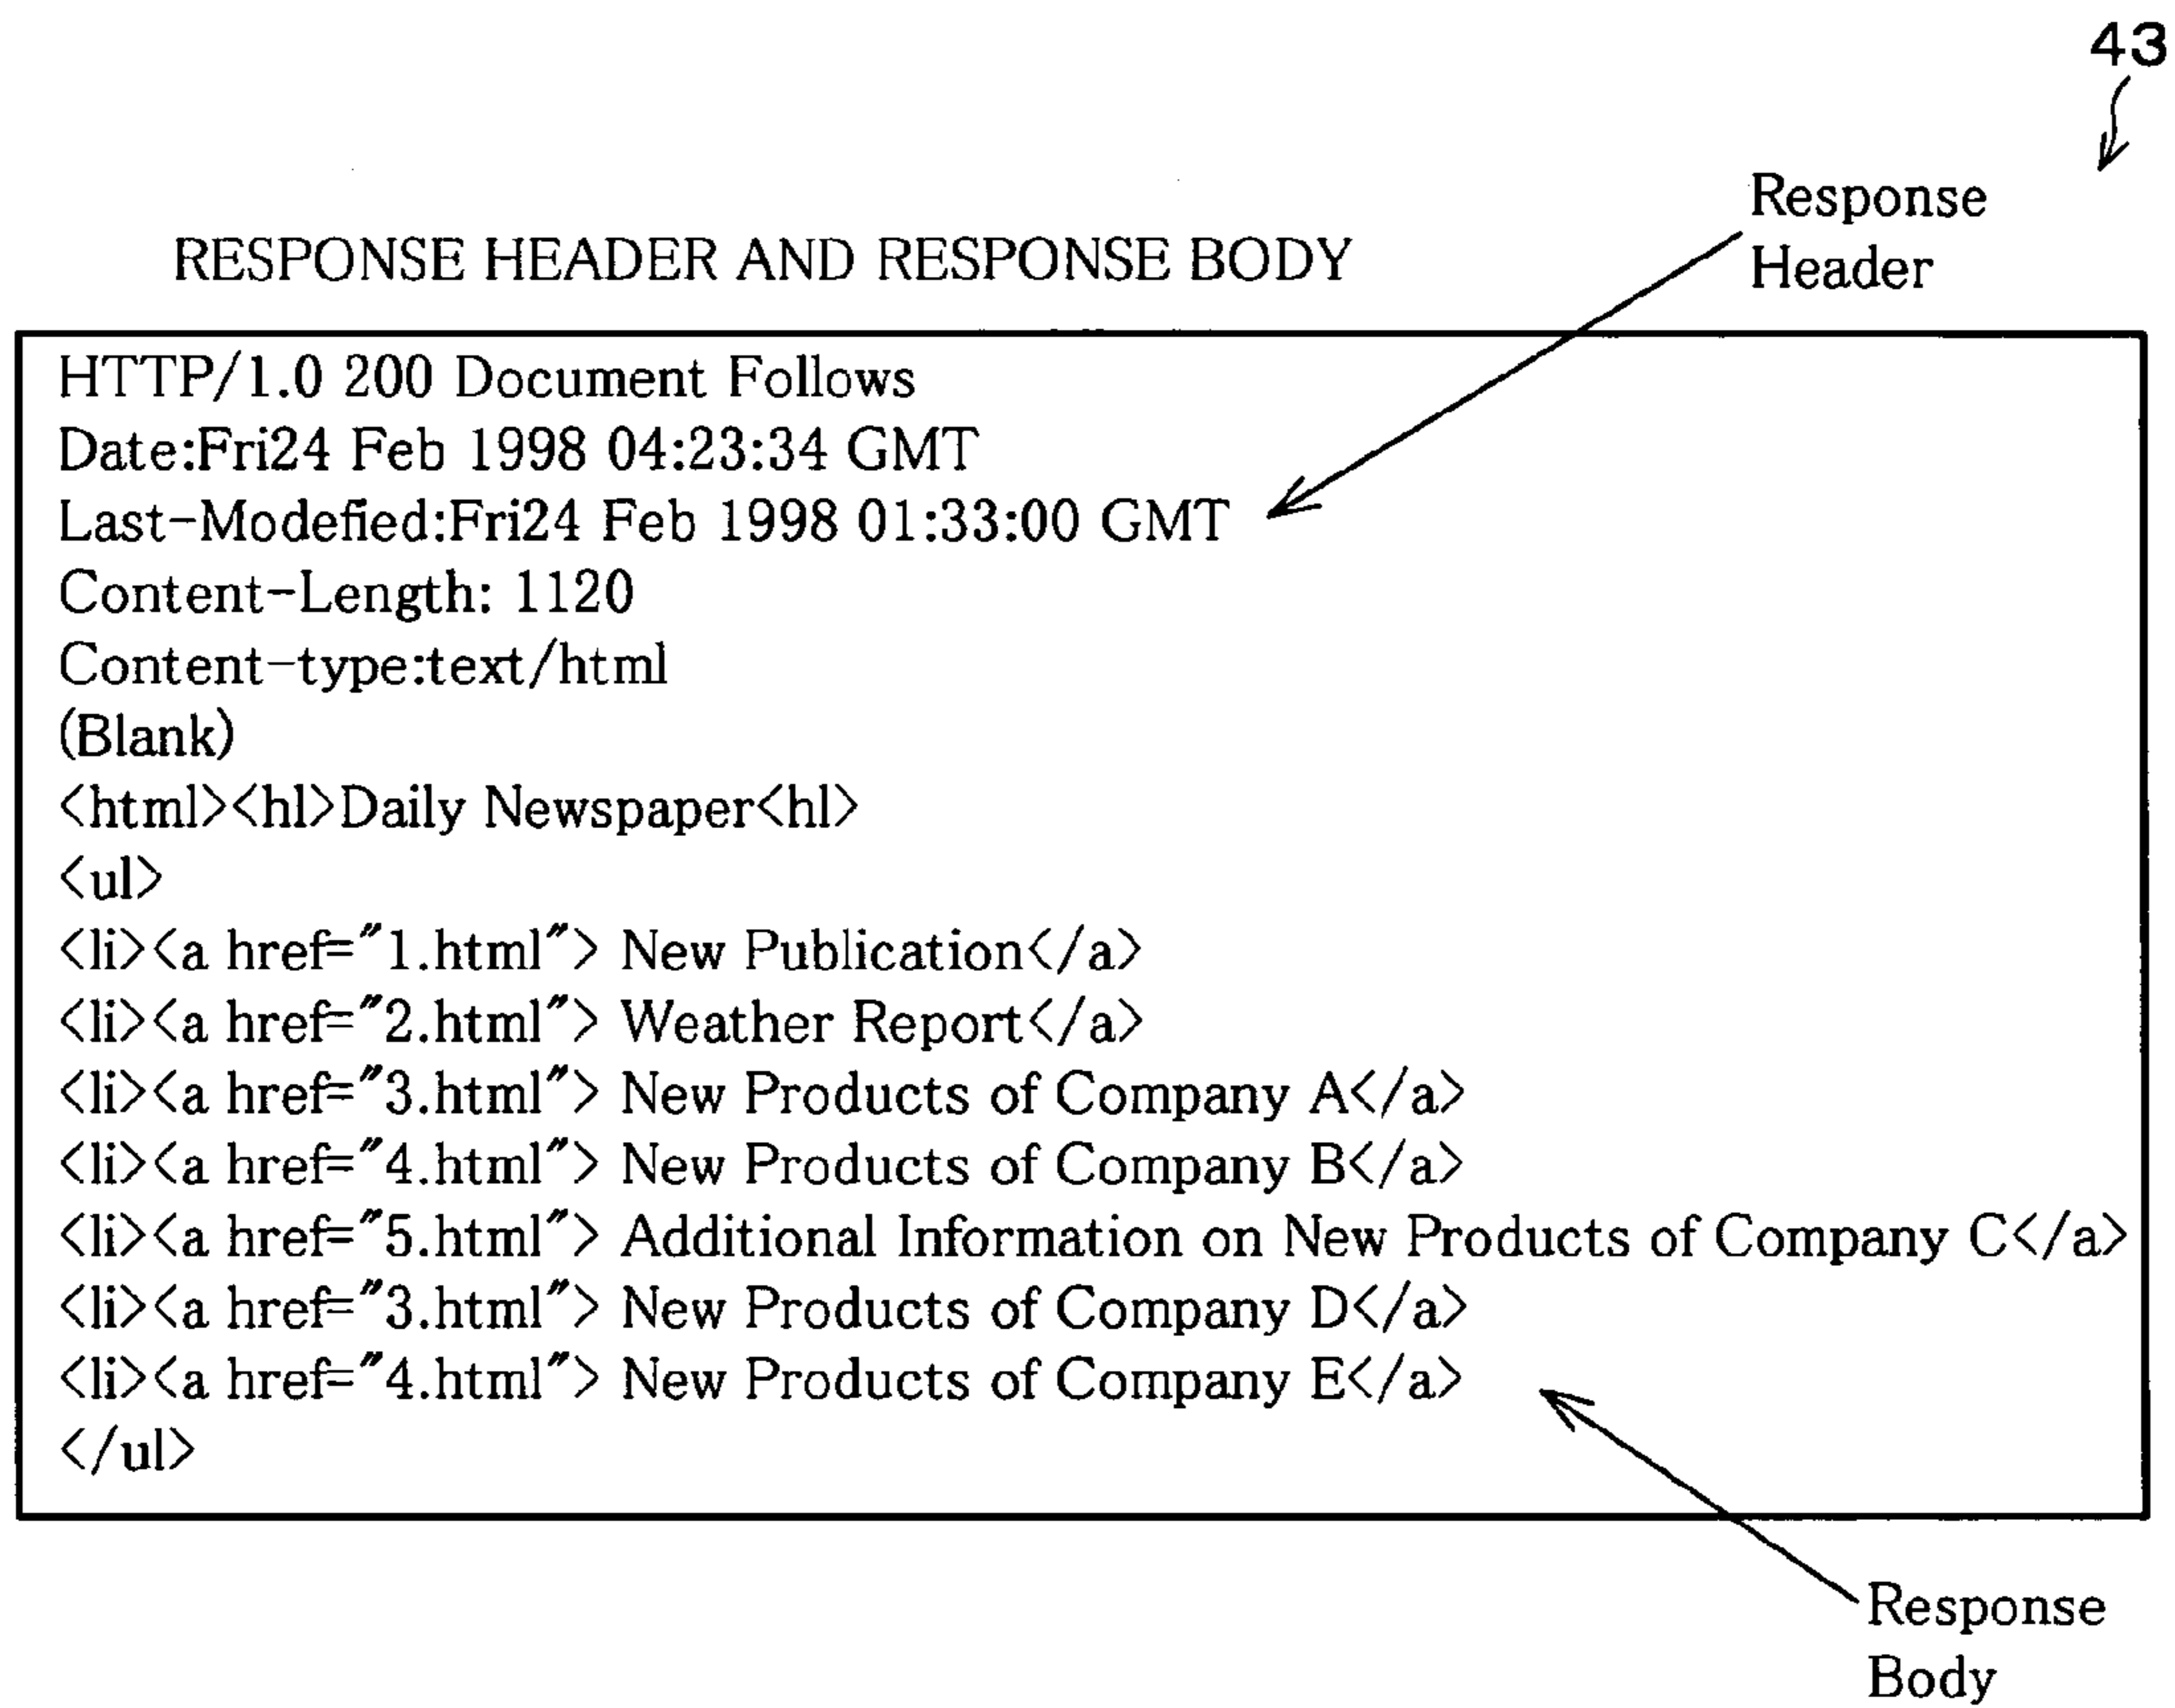 43
Response
Header
RESPONSE HEADER AND RESPONSE BODY
HTTP/1.0 200 Document Follows
Date:Fri24 Feb 1998 04:23:34 GMT
Last-Modefied:Fri24 Feb 1998 01:33:00 GMT
Content-Length: 1120
Content-type:text/html
(Blank)
<html><hl>Daily Newspaper<hl>
<ul>
<li><a href="1.html"> New Publication</a>
<li><a href="2.html"> Weather Report</a>
<li><a href="3.html"> New Products of Company A</a>
<li><a href="4.html"> New Products of Company B</a>
<li><a href="5.html"> Additional Information on New Products of Company C</a>
<li><a href="3.html"> New Products of Company D</a>
<li><a href="4.html"> New Products of Company E</a>
</ul>
Response
Body